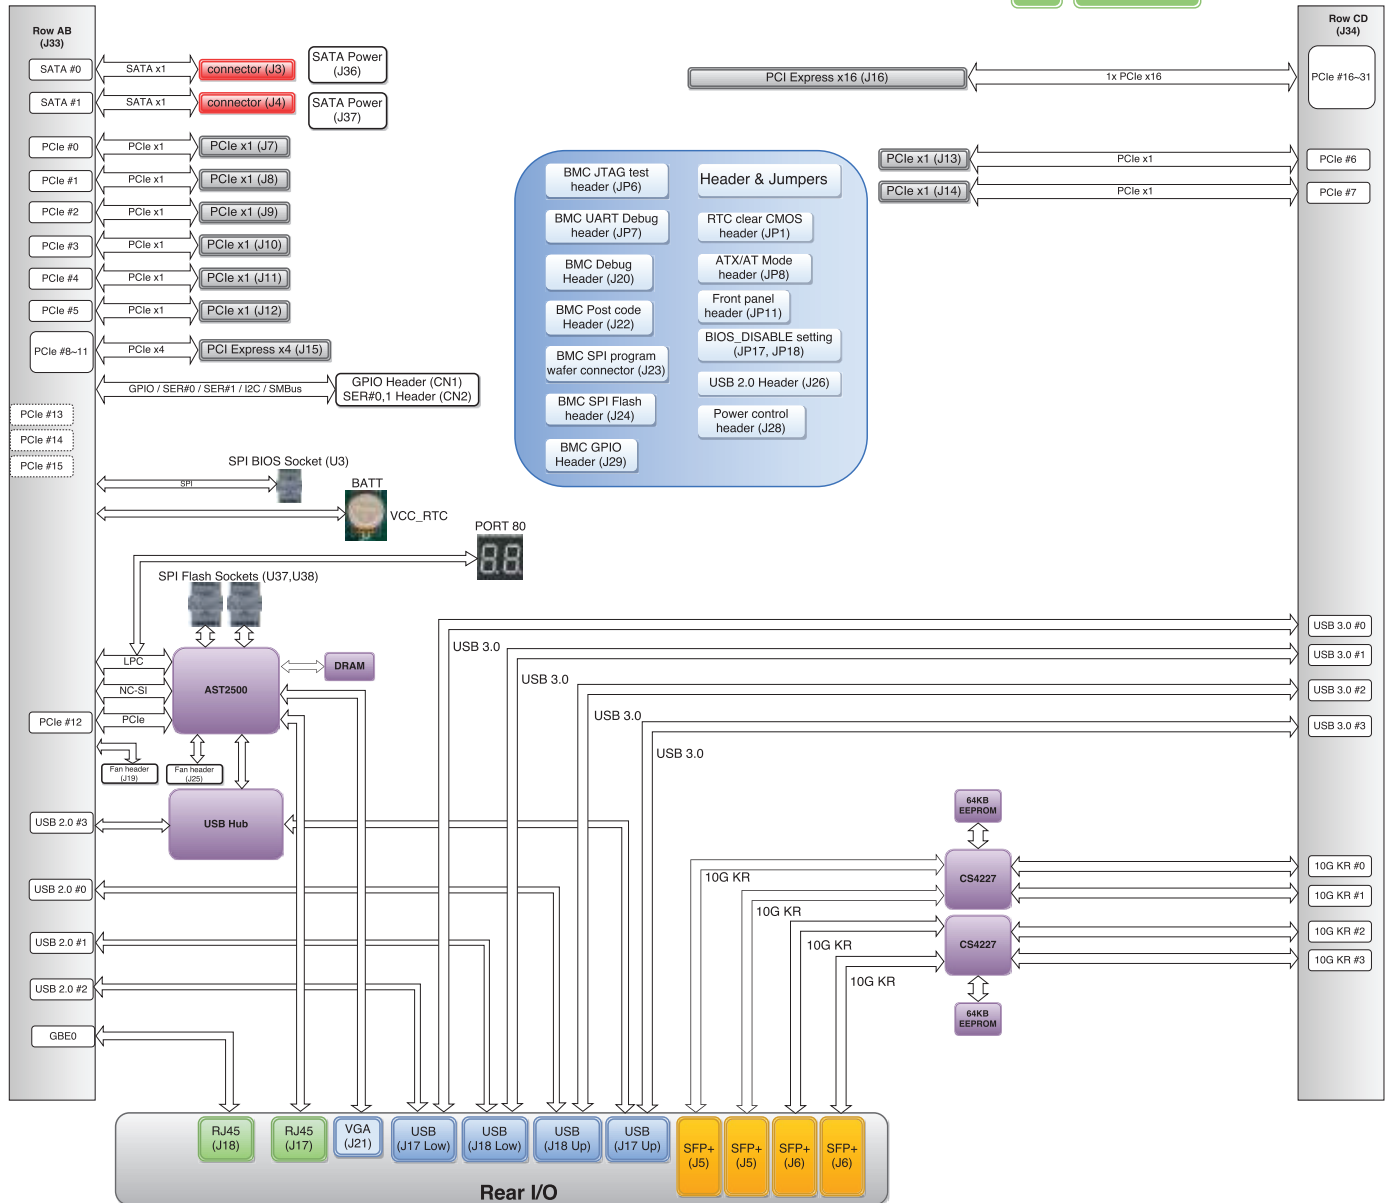 Row AB
(J33)
SATA #0
SATA x1
connector (J3)
SATA Power
(J36)
SATA #1
SATA x1
connector (J4)
SATA Power
(J37)
PCIe #0
PCIe x1
PCIe x1 (J7)
PCIe #1
PCIe x1
PCIe x1 (J8)
PCIe #2
PCIe x1
PCIe x1 (J9)
PCIe #3
PCIe x1
PCIe x1 (J10)
PCIe #4
PCIe x1
PCIe x1 (J11)
PCIe #5
PCIe x1
PCIe x1 (J12)
PCIe #8~11
PCIe x4
PCI Express x4 (J15)
GPIO / SER#0 / SER#1 / I2C / SMBus
GPIO Header (CN1)
SER#0,1 Header (CN2)
PCIe #13
PCIe #14
PCIe #15
SPI BIOS Socket (U3)
SPI
BATT
VCC_RTC
PORT 80
SPI Flash Sockets (U37,U38)
LPC
NC-SI
PCIe #12
PCIe
AST2500
DRAM
Fan header
(J19)
Fan header
(J25)
USB 2.0 #3
USB Hub
USB 2.0 #0
USB 2.0 #1
USB 2.0 #2
GBE0
BMC JTAG test
header (JP6)
BMC UART Debug
header (JP7)
BMC Debug
Header (J20)
BMC Post code
Header (J22)
BMC SPI program
wafer connector (J23)
BMC SPI Flash
header (J24)
BMC GPIO
Header (J29)
Header & Jumpers
RTC clear CMOS
header (JP1)
ATX/AT Mode
header (JP8)
Front panel
header (JP11)
BIOS_DISABLE setting
(JP17, JP18)
USB 2.0 Header (J26)
Power control
header (J28)
Row CD
(J34)
PCI Express x16 (J16)
1x PCIe x16
PCIe #16~31
PCIe x1 (J13)
PCIe x1
PCIe #6
PCIe x1 (J14)
PCIe x1
PCIe #7
USB 3.0
USB 3.0 #0
USB 3.0
USB 3.0 #1
USB 3.0
USB 3.0 #2
USB 3.0
USB 3.0 #3
64KB
EEPROM
CS4227
10G KR
10G KR #0
10G KR
10G KR #1
CS4227
10G KR
10G KR #2
10G KR
10G KR #3
64KB
EEPROM
RJ45
(J18)
RJ45
(J17)
VGA
(J21)
USB
(J17 Low)
USB
(J18 Low)
USB
(J18 Up)
USB
(J17 Up)
SFP+
(J5)
SFP+
(J5)
SFP+
(J6)
SFP+
(J6)
Rear I/O